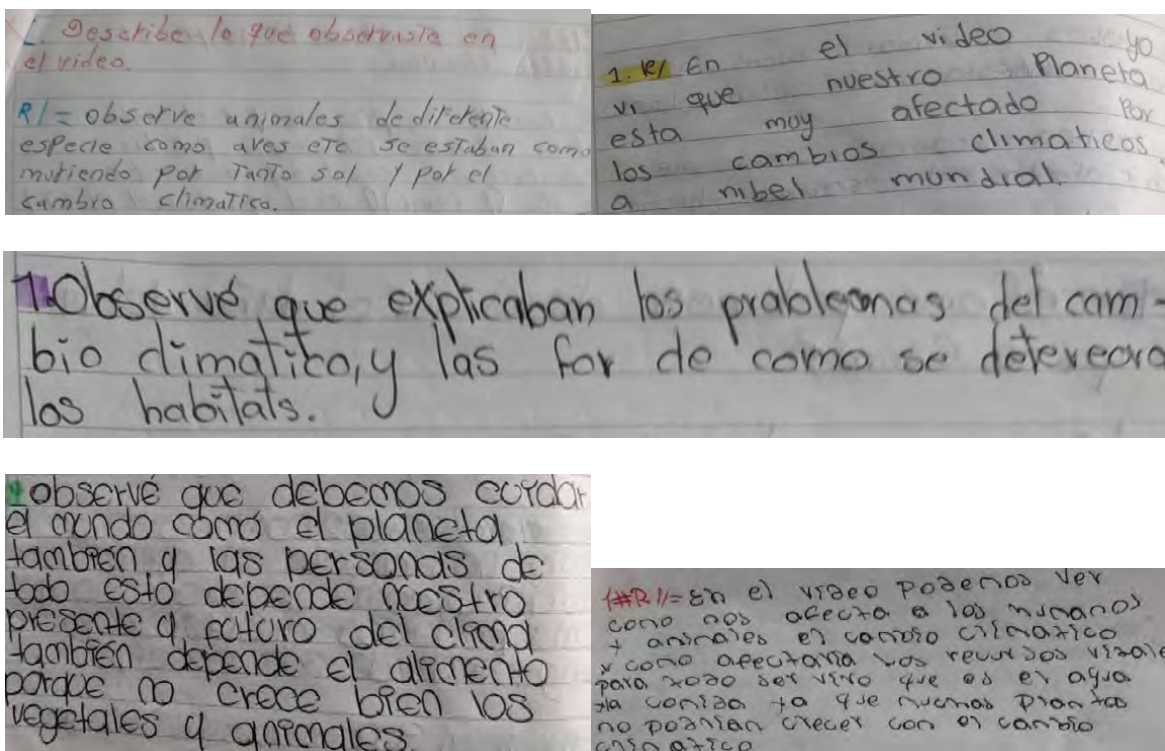 1. Describe lo que observaste en
el video.
R/= observe animales de diferente
especie como aves etc se estaban como
muriendo por tanto sol y por el
cambio climatico.
1. R/ En el video yo
vi que nuestro Planeta
esta muy afectado Por
los cambios climaticos,
a nibel mundial.
1.Observé que explicaban los problemas del cam-
bio climatico, y las for de como se detereora
los habitats.
observé que debemos cuidar
el mundo como el planeta
también y las personas de
todo esto depende nuestro
presente y futuro del clima
también depende el alimento
porque no crece bien los
vegetales y animales.
1#R//= En el video podemos ver
como nos afecta a los humanos
y animales el cambio climatico
y como afectaria los recursos vitale
para todo ser vivo que es el agua
la comida ya que muchas plantas
no podrian crecer con el cambio
climatico